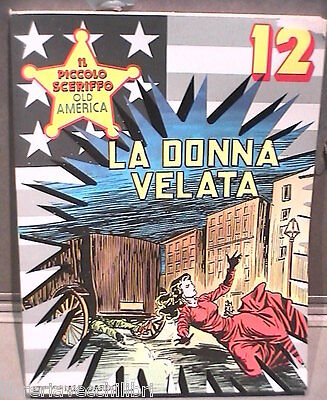 12
IL
PICCOLO
SCERIFFO
OLD
AMERICA
LA DONNA
VELATA